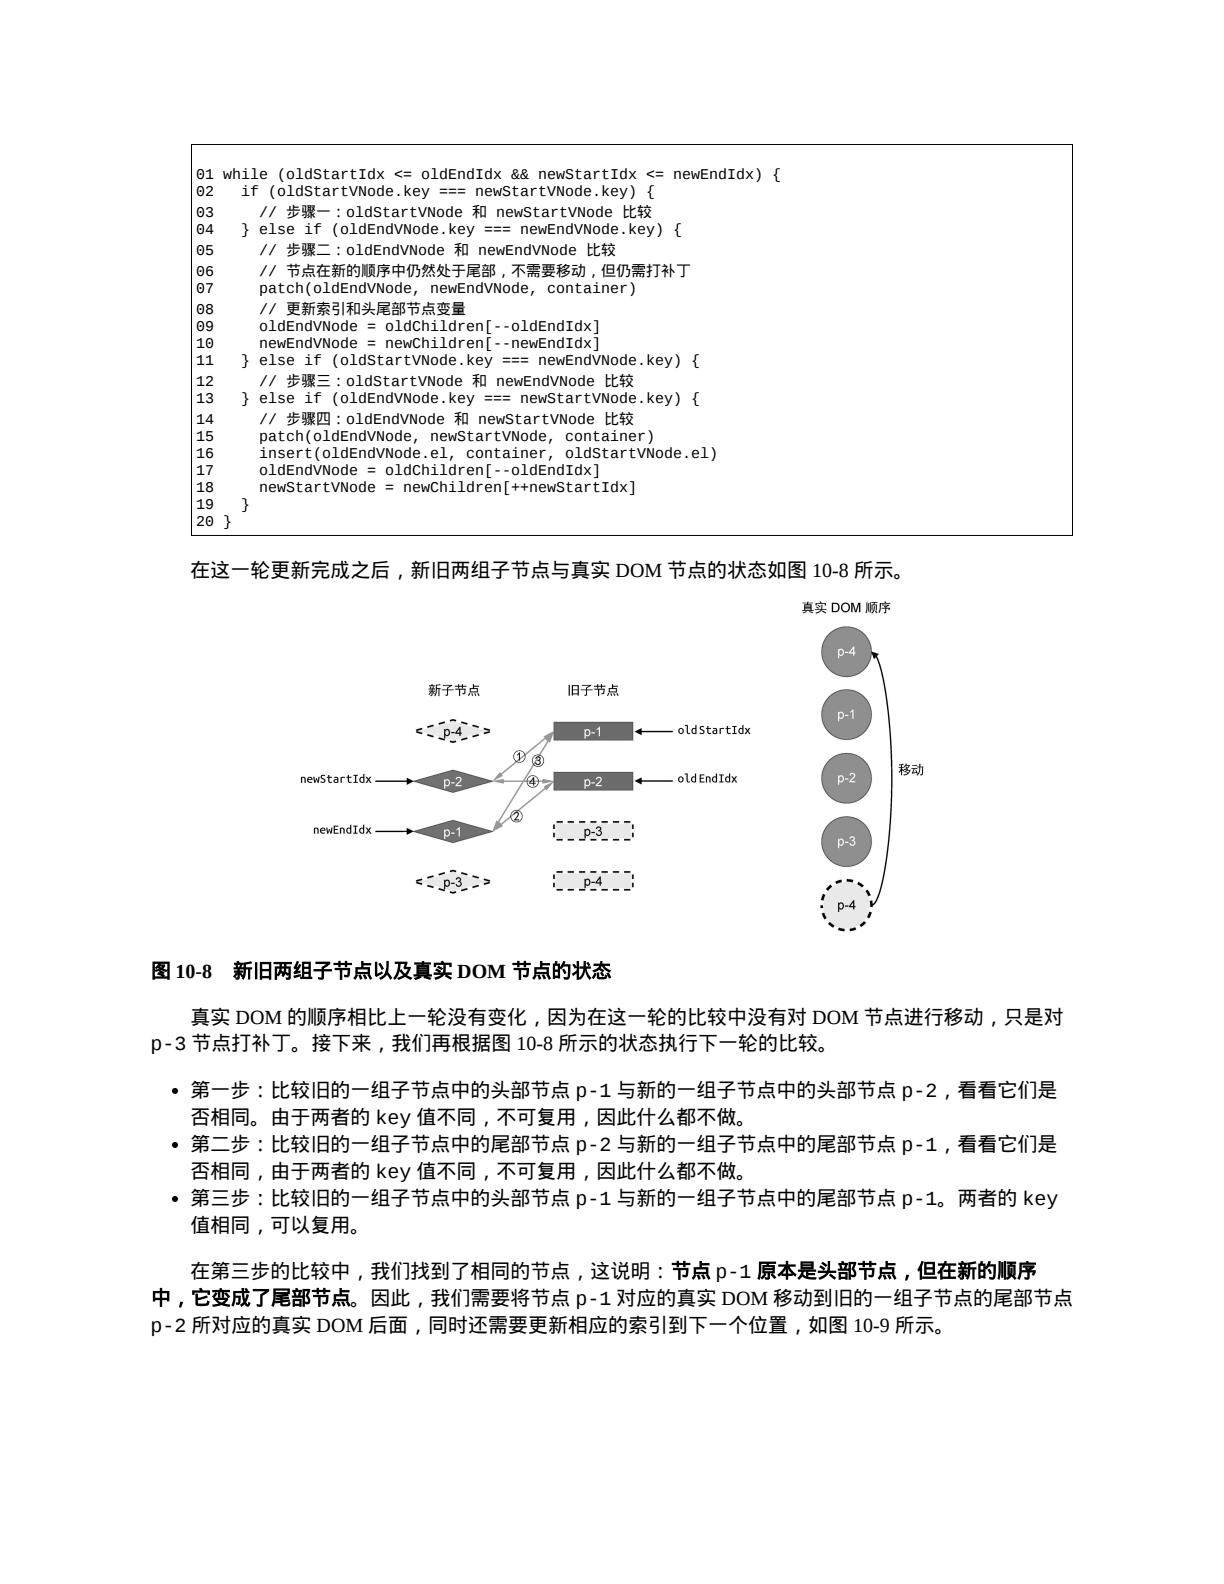 01 while (oldStartIdx <= oldEndIdx && newStartIdx <= newEndIdx) {
02   if (oldStartVNode.key === newStartVNode.key) {
03     // 步骤一：oldStartVNode 和 newStartVNode 比较
04   } else if (oldEndVNode.key === newEndVNode.key) {
05     // 步骤二：oldEndVNode 和 newEndVNode 比较
06     // 节点在新的顺序中仍然处于尾部，不需要移动，但仍需打补丁
07     patch(oldEndVNode, newEndVNode, container)
08     // 更新索引和头尾部节点变量
09     oldEndVNode = oldChildren[--oldEndIdx]
10     newEndVNode = newChildren[--newEndIdx]
11   } else if (oldStartVNode.key === newEndVNode.key) {
12     // 步骤三：oldStartVNode 和 newEndVNode 比较
13   } else if (oldEndVNode.key === newStartVNode.key) {
14     // 步骤四：oldEndVNode 和 newStartVNode 比较
15     patch(oldEndVNode, newStartVNode, container)
16     insert(oldEndVNode.el, container, oldStartVNode.el)
17     oldEndVNode = oldChildren[--oldEndIdx]
18     newStartVNode = newChildren[++newStartIdx]
19   }
20 }
在这一轮更新完成之后，新旧两组子节点与真实 DOM 节点的状态如图 10-8 所示。
真实 DOM 顺序
p-4
新子节点 旧子节点
p-1
p-4 p-1 oldStartIdx
① ③
移动
newStartIdx p-2 ④ p-2 oldEndIdx
p-2
②
newEndIdx p-1 p-3
p-3
p-3 p-4
p-4
图 10-8 新旧两组子节点以及真实 DOM 节点的状态
真实 DOM 的顺序相比上一轮没有变化，因为在这一轮的比较中没有对 DOM 节点进行移动，只是对
p-3 节点打补丁。接下来，我们再根据图 10-8 所示的状态执行下一轮的比较。
• 第一步：比较旧的一组子节点中的头部节点 p-1 与新的一组子节点中的头部节点 p-2，看看它们是
否相同。由于两者的 key 值不同，不可复用，因此什么都不做。
• 第二步：比较旧的一组子节点中的尾部节点 p-2 与新的一组子节点中的尾部节点 p-1，看看它们是
否相同，由于两者的 key 值不同，不可复用，因此什么都不做。
• 第三步：比较旧的一组子节点中的头部节点 p-1 与新的一组子节点中的尾部节点 p-1。两者的 key
值相同，可以复用。
在第三步的比较中，我们找到了相同的节点，这说明：节点 p-1 原本是头部节点，但在新的顺序
中，它变成了尾部节点。因此，我们需要将节点 p-1 对应的真实 DOM 移动到旧的一组子节点的尾部节点
p-2 所对应的真实 DOM 后面，同时还需要更新相应的索引到下一个位置，如图 10-9 所示。